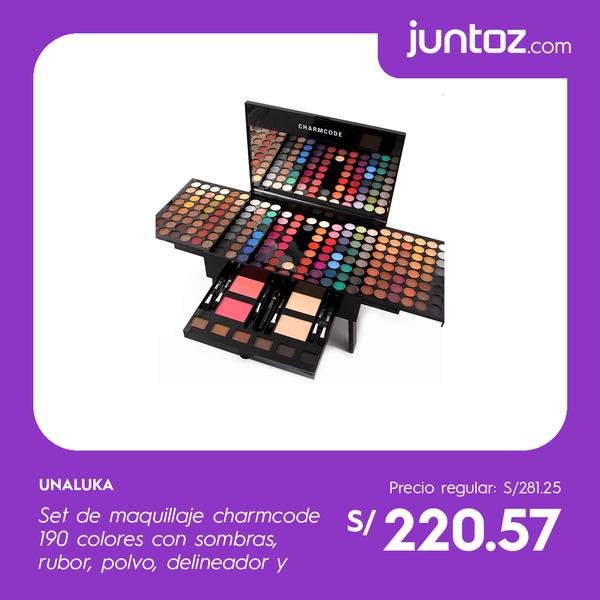 juntoz.com
CHARMCODE
UNALUKA
Set de maquillaje charmcode
190 colores con sombras,
rubor, polvo, delineador y
Precio regular: S/281.25
S/ 220.57